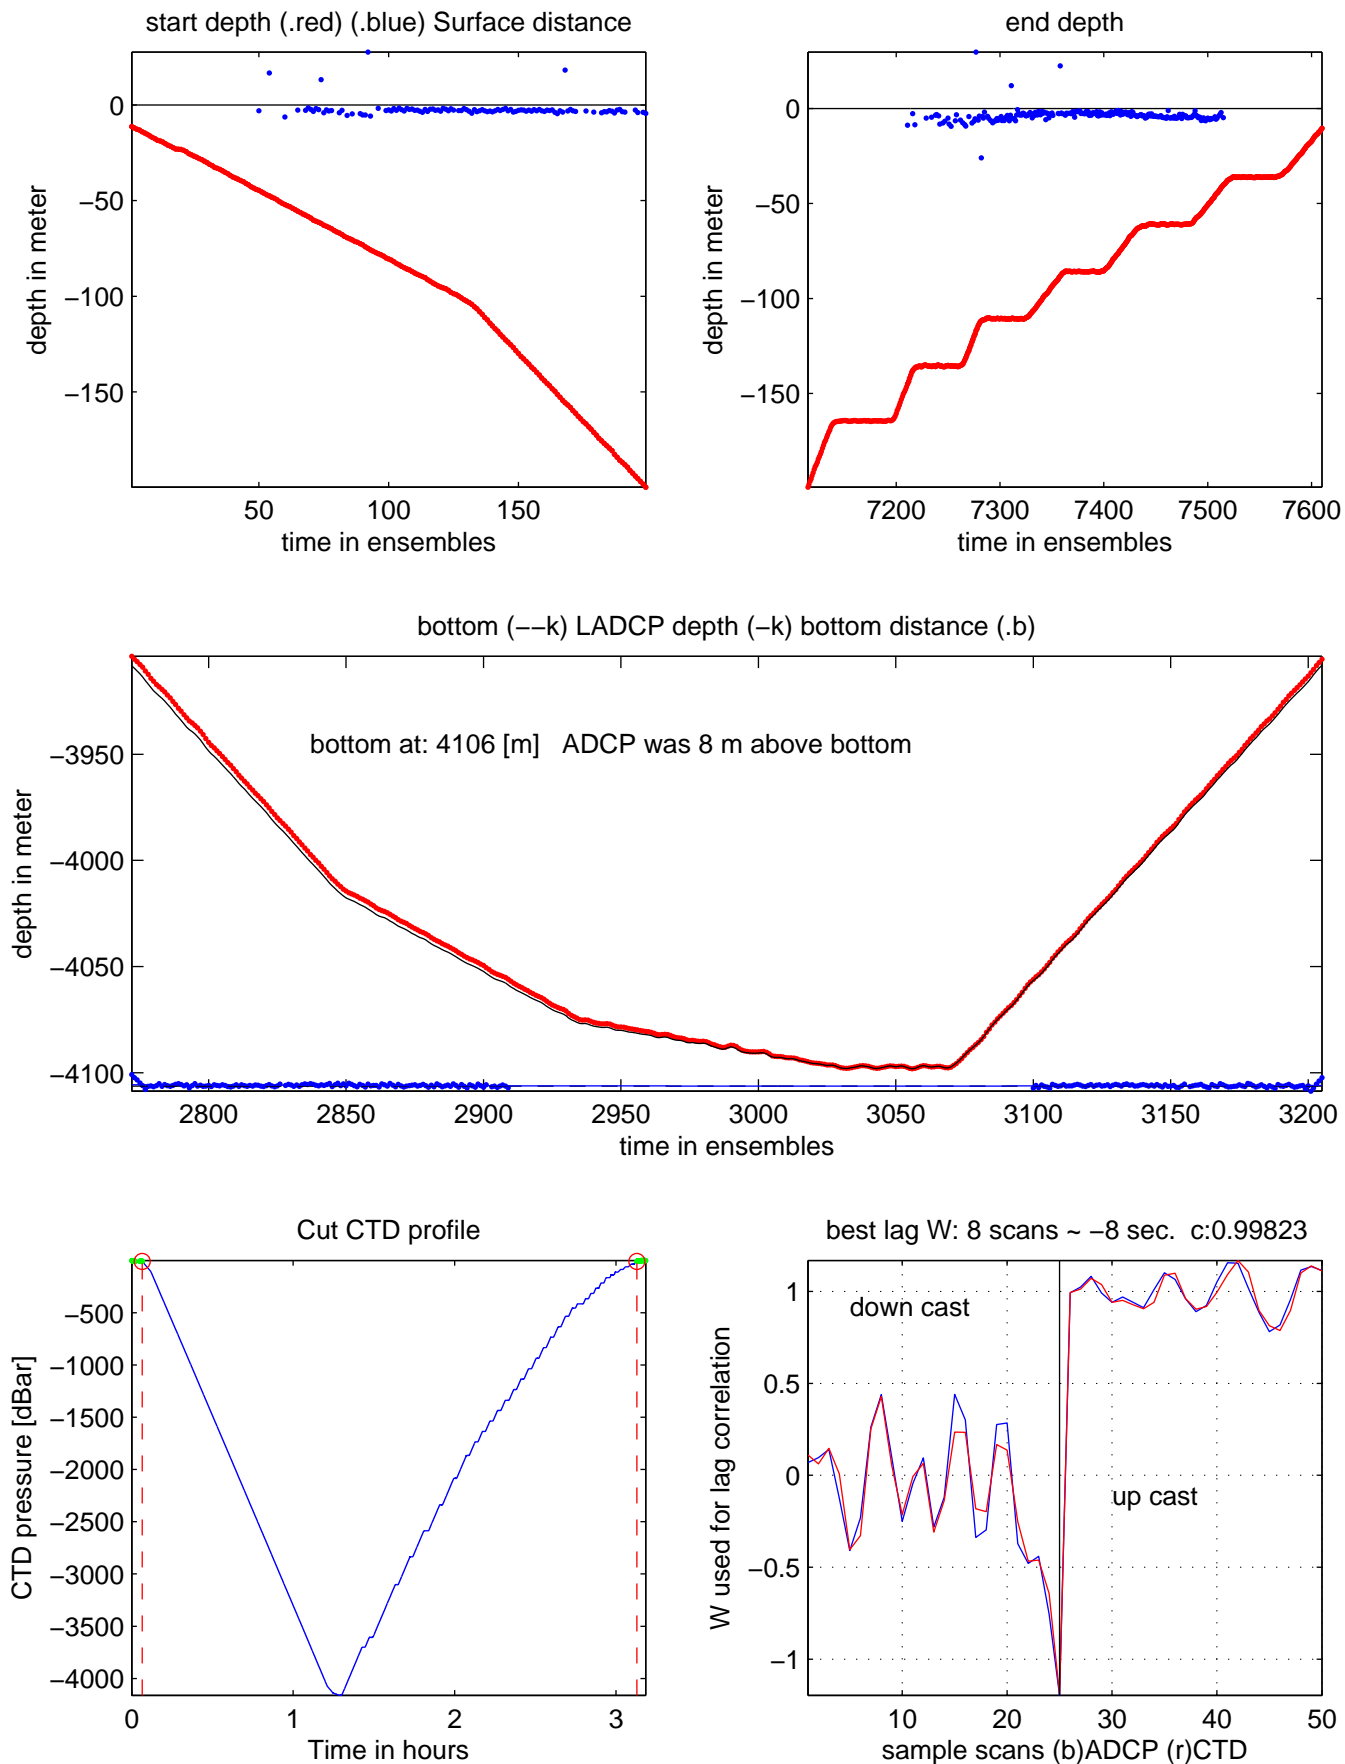 start depth (.red) (.blue) Surface distance
0
−50
−100
−150
depth in meter
50 100 150
time in ensembles
end depth
0
−50
−100
−150
depth in meter
7200 7300 7400 7500 7600
time in ensembles
bottom (−−k) LADCP depth (−k) bottom distance (.b)
bottom at: 4106 [m] ADCP was 8 m above bottom
−3950
−4000
−4050
−4100
depth in meter
2800 2850 2900 2950 3000 3050 3100 3150 3200
time in ensembles
Cut CTD profile
−500
−1000
−1500
−2000
−2500
−3000
−3500
−4000
CTD pressure [dBar]
0 1 2 3
Time in hours
best lag W: 8 scans ~ −8 sec. c:0.99823
down cast
up cast
1
0.5
0
−0.5
−1
W used for lag correlation
10 20 30 40 50
sample scans (b)ADCP (r)CTD